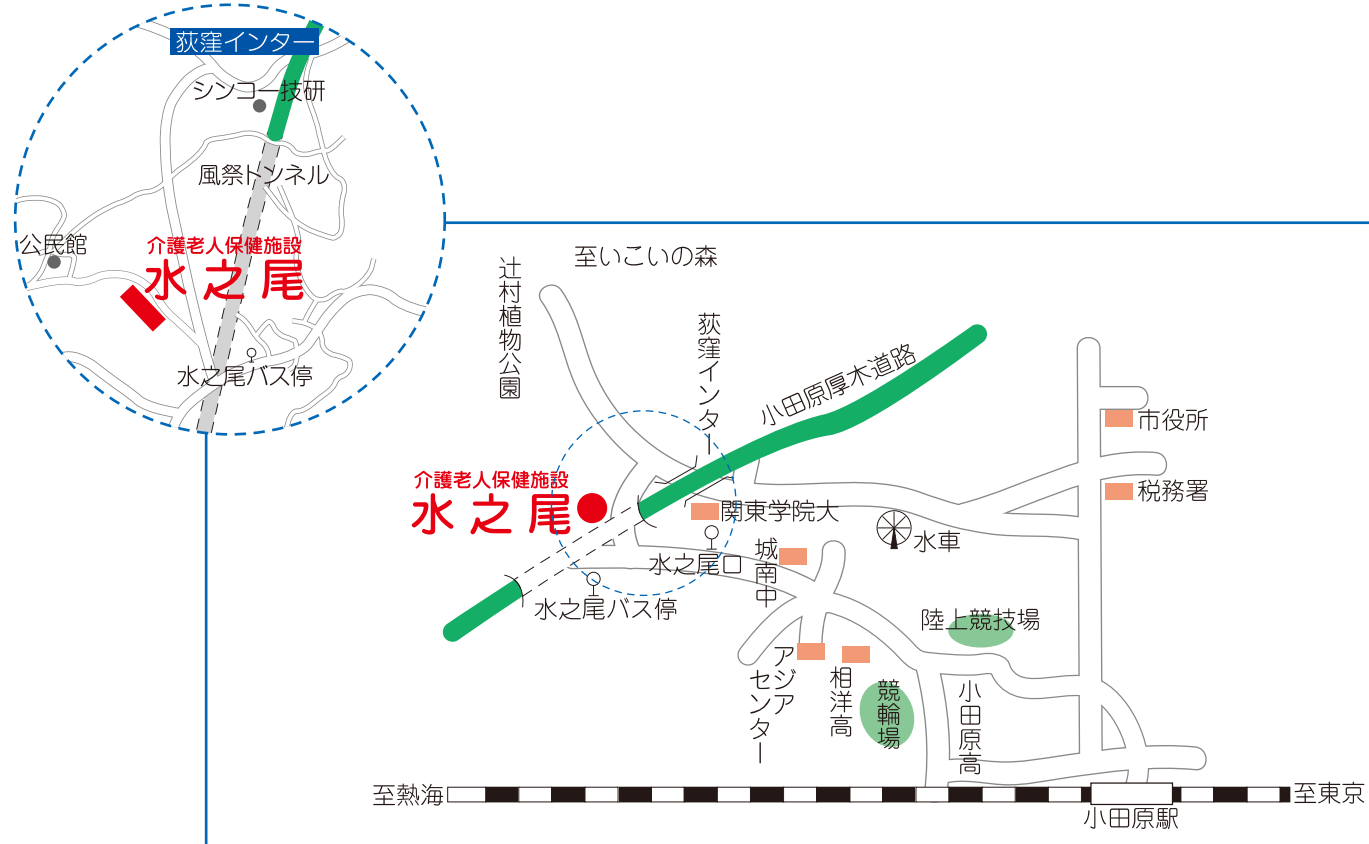 荻窪インター
シンコー技研
風祭トンネル
公民館
介護老人保健施設
水之尾
水之尾バス停
至いこいの森
辻村植物公園
荻窪インター
小田原厚木道路
市役所
税務署
介護老人保健施設
水之尾
関東学院大
水車
水之尾口
城南中
水之尾バス停
陸上競技場
アジア
センター
相洋高
競輪場
小田原高
至熱海
至東京
小田原駅